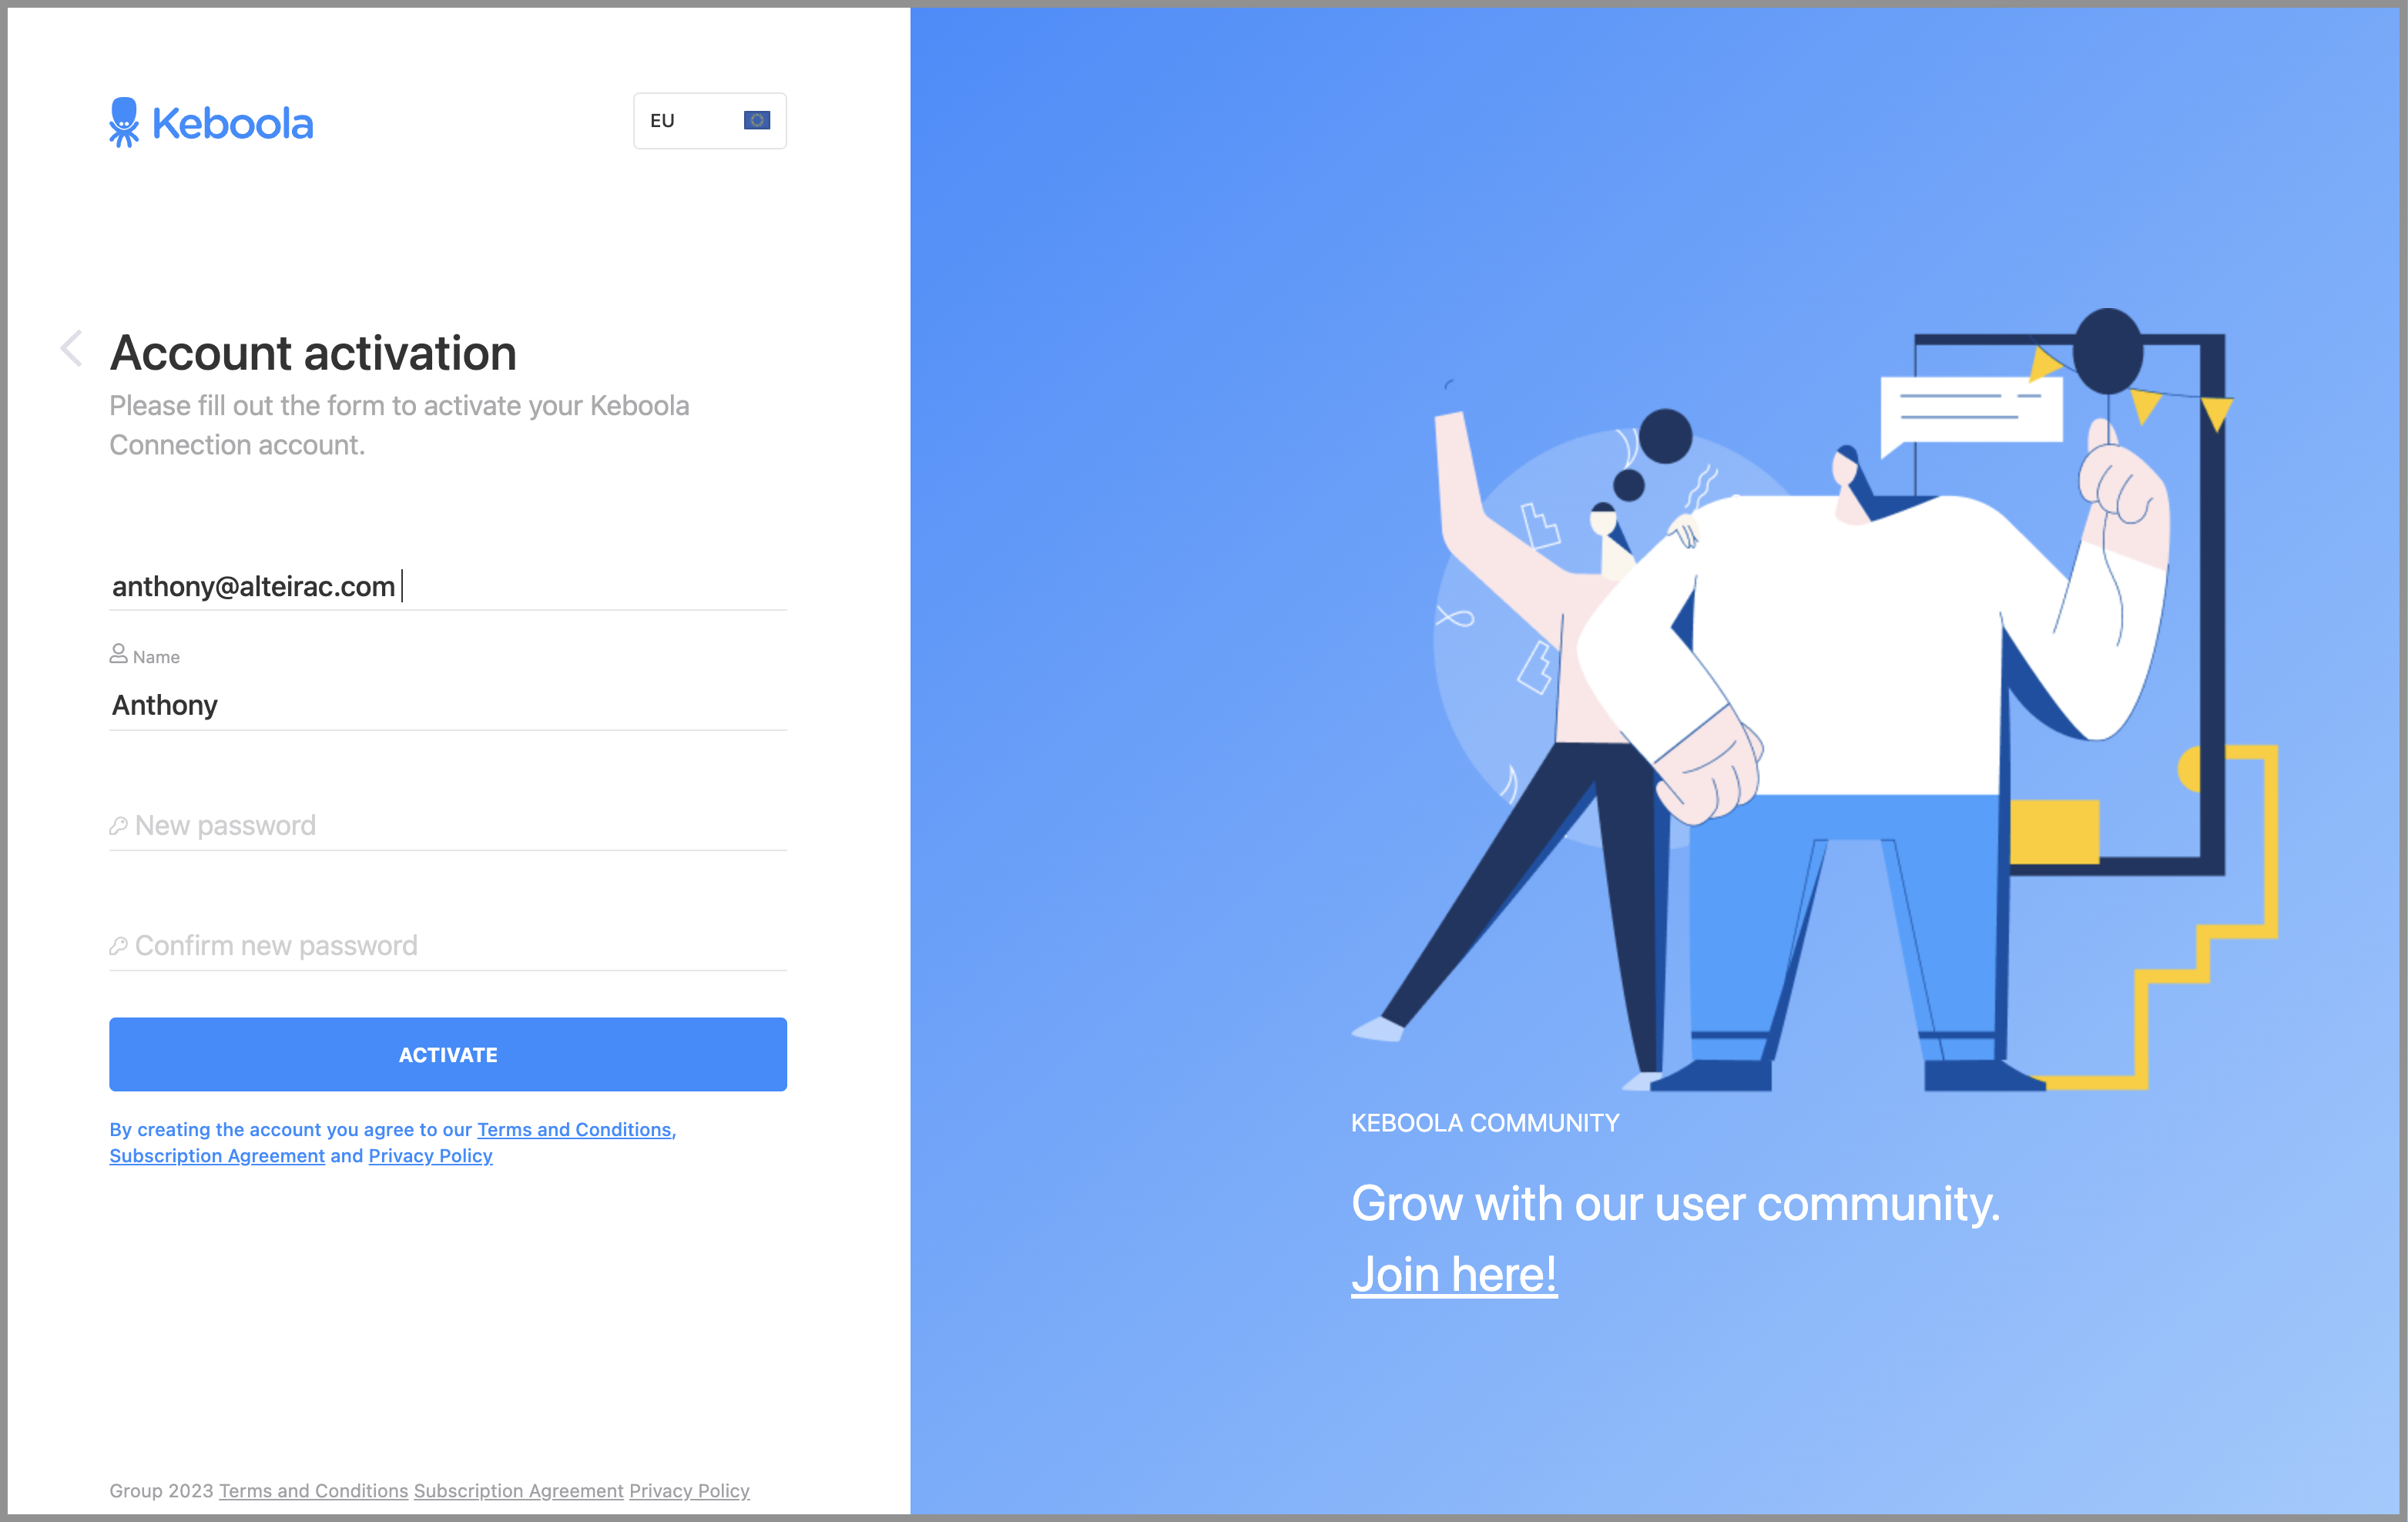 Keboola
EU
Account activation
Please fill out the form to activate your Keboola
Connection account.
anthony@alteirac.com
Name
Anthony
New password
Confirm new password
ACTIVATE
By creating the account you agree to our Terms and Conditions,
Subscription Agreement and Privacy Policy
Group 2023 Terms and Conditions Subscription Agreement Privacy Policy
KEBOOLA COMMUNITY
Grow with our user community.
Join here!